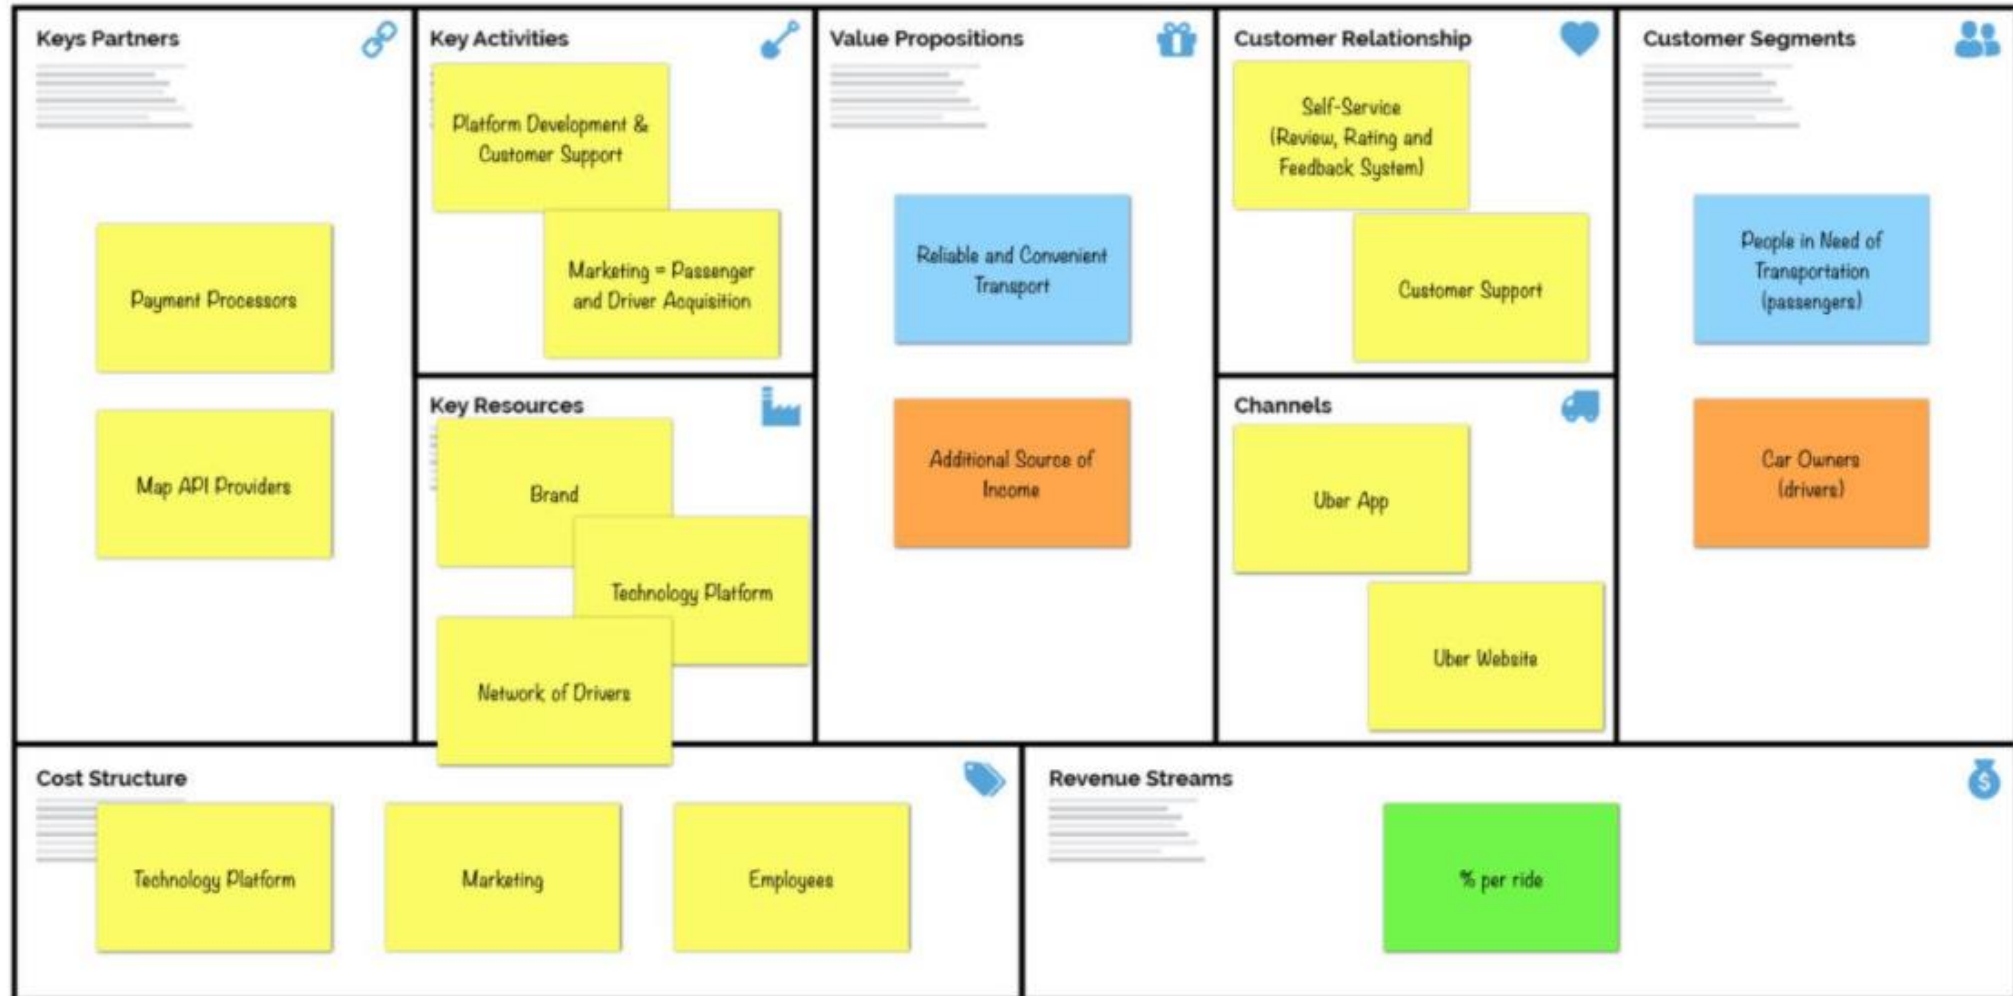 Keys Partners
Payment Processors
Map API Providers
Key Activities
Platform Development &
Customer Support
Marketing = Passenger
and Driver Acquisition
Key Resources
Brand
Technology Platform
Network of Drivers
Value Propositions
Reliable and Convenient
Transport
Additional Source of
Income
Customer Relationship
Self-Service
(Review, Rating and
Feedback System)
Customer Support
Channels
Uber App
Uber Website
Customer Segments
People in Need of
Transportation
(passengers)
Car Owners
(drivers)
Cost Structure
Technology Platform
Marketing
Employees
Revenue Streams
$
% per ride